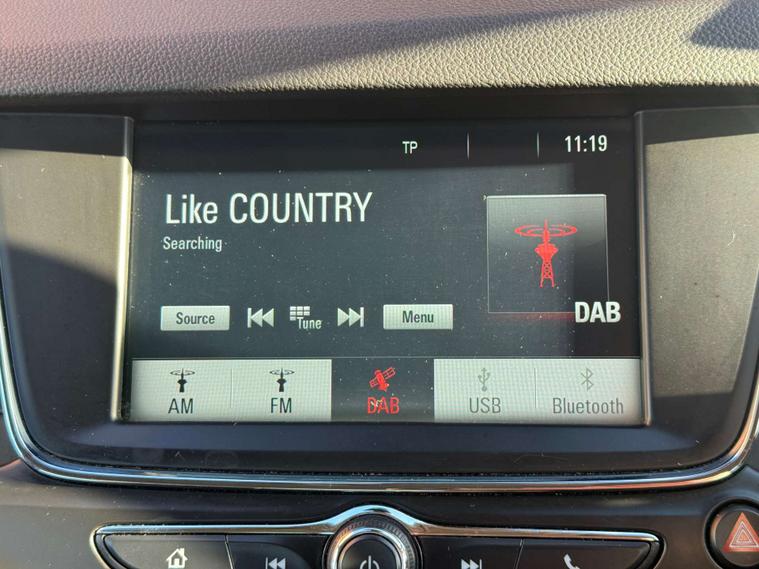 TP 11:19
Like COUNTRY
Searching
DAB
Source Tune Menu
AM FM DAB USB Bluetooth